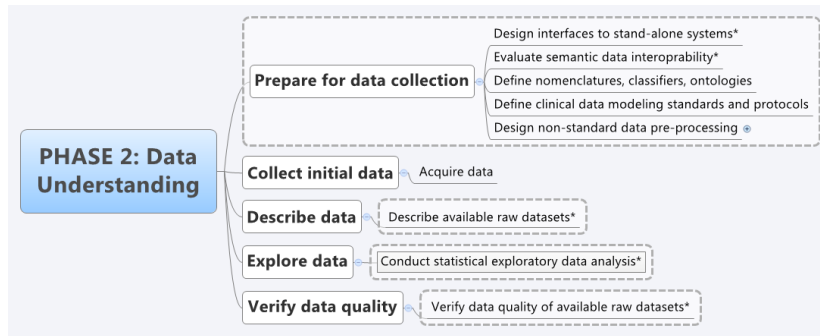 PHASE 2: Data
Understanding
Prepare for data collection
Design interfaces to stand-alone systems*
Evaluate semantic data interoprability*
Define nomenclatures, classifiers, ontologies
Define clinical data modeling standards and protocols
Design non-standard data pre-processing
Collect initial data
Acquire data
Describe data
Describe available raw datasets*
Explore data
Conduct statistical exploratory data analysis*
Verify data quality
Verify data quality of available raw datasets*